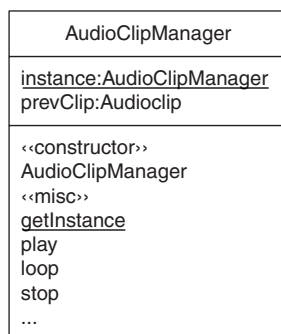 AudioClipManager
instance:AudioClipManager
prevClip:Audioclip
‹‹constructor››
AudioClipManager
‹‹misc››
getInstance
play
loop
stop
...